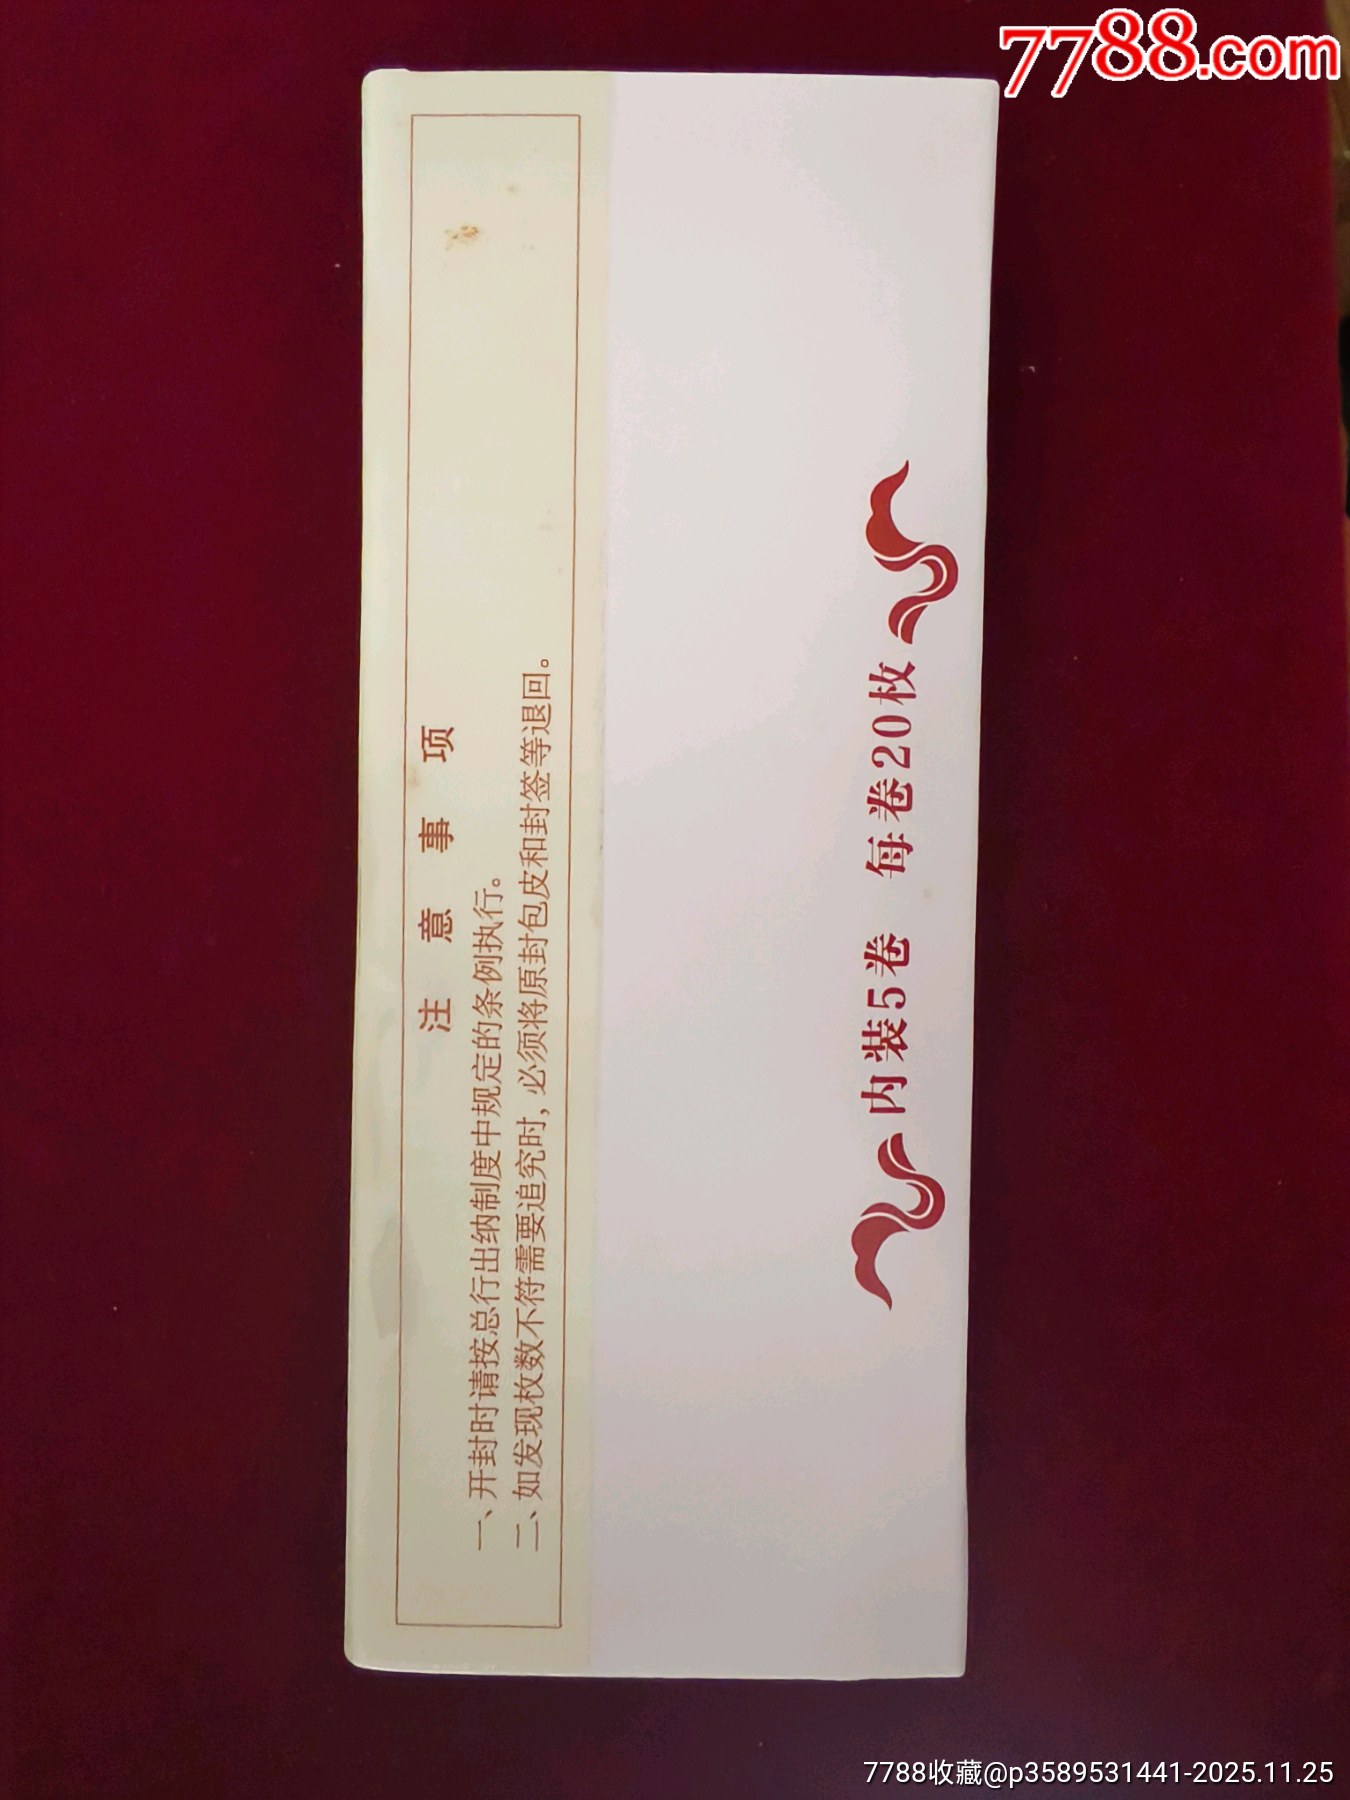 7788.com
注意事项
一、开封时请按总行出纳制度中规定的条例执行。
二、如发现枚数不符需要追究时，必须将原封包皮和封签等退回。
内装5卷 每卷20枚
7788收藏@p3589531441-2025.11.25